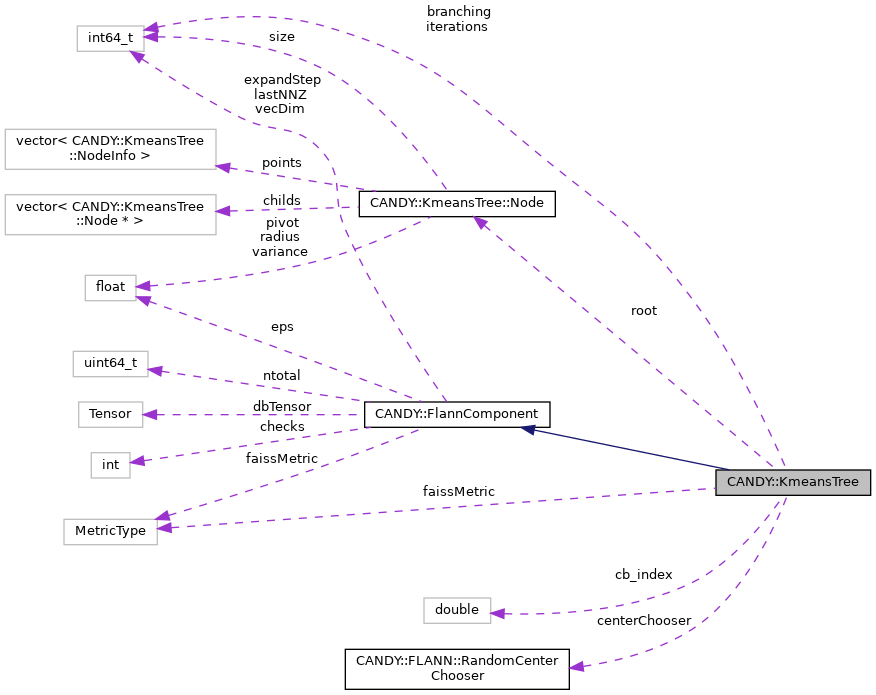 branching
iterations
int64_t
size
expandStep
lastNNZ
vecDim
vector< CANDY::KmeansTree
::NodeInfo >
points
vector< CANDY::KmeansTree
::Node * >
childs
CANDY::KmeansTree::Node
pivot
radius
variance
float
root
eps
uint64_t
ntotal
Tensor
dbTensor
CANDY::FlannComponent
checks
int
faissMetric
CANDY::KmeansTree
faissMetric
MetricType
cb_index
double
centerChooser
CANDY::FLANN::RandomCenter
Chooser